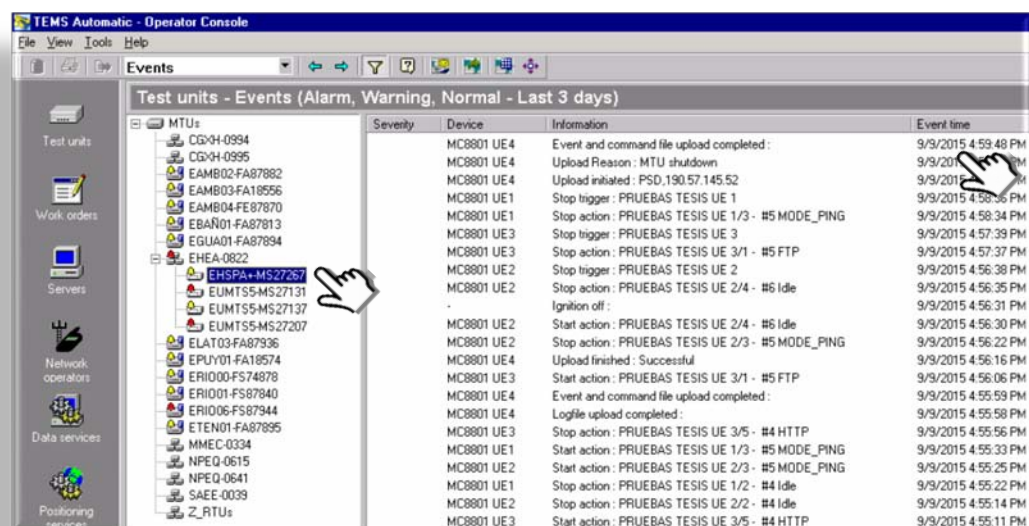 TEMS Automatic - Operator Console
File View Tools Help
Events
Test units - Events (Alarm, Warning, Normal - Last 3 days)
Test units
Work orders
Servers
Network operators
Data services
Positioning services
MTUs
CGXH-0994
CGXH-0995
EAMB02-FA87882
EAMB03-FA18556
EAMB04-FE87870
EBAÑ01-FA87813
EGUA01-FA87894
EHEA-0822
EHSPA+-MS27267
EUMTS5-MS27131
EUMTS5-MS27137
EUMTS5-MS27207
ELAT03-FA87936
EPUY01-FA18574
ERIO00-FS74878
ERIO01-FS87840
ERIO06-FS87944
ETEN01-FA87895
MMEC-0334
NPEQ-0615
NPEQ-0641
SAEE-0039
Z_RTUs
Severity Device Information Event time
MC8801 UE4 Event and command file upload completed : 9/9/2015 4:59:48 PM
MC8801 UE4 Upload Reason : MTU shutdown 9/9/2015
MC8801 UE4 Upload initiated : PSD,190.57.145.52 9/9/201
MC8801 UE1 Stop trigger : PRUEBAS TESIS UE 1 9/9/2015 4:58:36 PM
MC8801 UE1 Stop action : PRUEBAS TESIS UE 1/3 - #5 MODE_PING 9/9/2015 4:58:34 PM
MC8801 UE3 Stop trigger : PRUEBAS TESIS UE 3 9/9/2015 4:57:39 PM
MC8801 UE3 Stop action : PRUEBAS TESIS UE 3/1 - #5 FTP 9/9/2015 4:57:37 PM
MC8801 UE2 Stop trigger : PRUEBAS TESIS UE 2 9/9/2015 4:56:38 PM
MC8801 UE2 Stop action : PRUEBAS TESIS UE 2/4 - #6 Idle 9/9/2015 4:56:35 PM
- Ignition off : 9/9/2015 4:56:31 PM
MC8801 UE2 Start action : PRUEBAS TESIS UE 2/4 - #6 Idle 9/9/2015 4:56:30 PM
MC8801 UE2 Stop action : PRUEBAS TESIS UE 2/3 - #5 MODE_PING 9/9/2015 4:56:22 PM
MC8801 UE4 Upload finished : Successful 9/9/2015 4:56:16 PM
MC8801 UE3 Start action : PRUEBAS TESIS UE 3/1 - #5 FTP 9/9/2015 4:56:06 PM
MC8801 UE4 Event and command file upload completed : 9/9/2015 4:55:59 PM
MC8801 UE4 Logfile upload completed : 9/9/2015 4:55:58 PM
MC8801 UE3 Stop action : PRUEBAS TESIS UE 3/5 - #4 HTTP 9/9/2015 4:55:56 PM
MC8801 UE1 Start action : PRUEBAS TESIS UE 1/3 - #5 MODE_PING 9/9/2015 4:55:33 PM
MC8801 UE2 Start action : PRUEBAS TESIS UE 2/3 - #5 MODE_PING 9/9/2015 4:55:25 PM
MC8801 UE1 Stop action : PRUEBAS TESIS UE 1/2 - #4 Idle 9/9/2015 4:55:22 PM
MC8801 UE2 Stop action : PRUEBAS TESIS UE 2/2 - #4 Idle 9/9/2015 4:55:14 PM
MC8801 UE3 Start action : PRUEBAS TESIS UE 3/5 - #4 HTTP 9/9/2015 4:55:11 PM